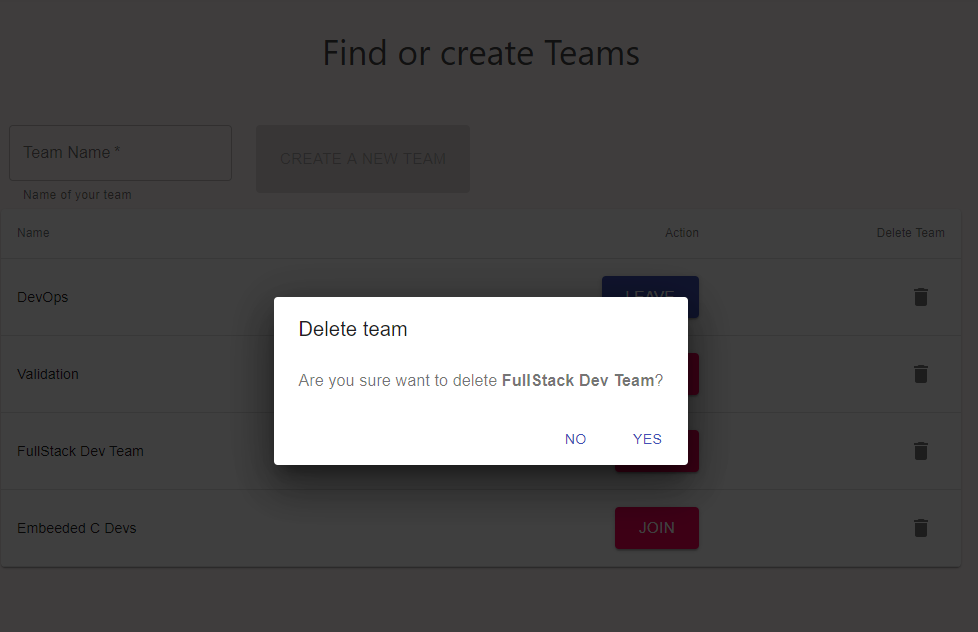 Find or create Teams
Team Name *
CREATE A NEW TEAM
Name of your team
Name Action Delete Team
DevOps LEAVE
Delete team
Validation
Are you sure want to delete FullStack Dev Team?
NO YES
FullStack Dev Team
Embeeded C Devs JOIN